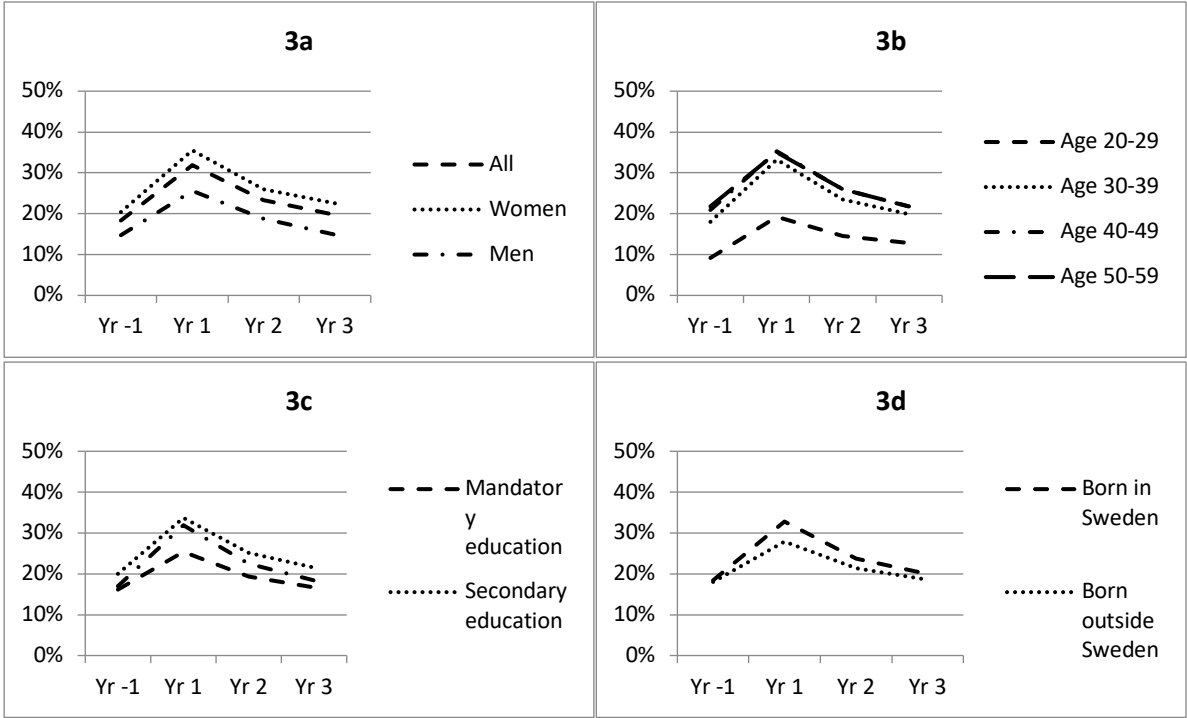 3a
50%
40%
30%
20%
10%
0%
Yr -1 Yr 1 Yr 2 Yr 3
All
Women
Men
3b
50%
40%
30%
20%
10%
0%
Yr -1 Yr 1 Yr 2 Yr 3
Age 20-29
Age 30-39
Age 40-49
Age 50-59
3c
50%
40%
30%
20%
10%
0%
Yr -1 Yr 1 Yr 2 Yr 3
Mandator
y
education
Secondary
education
3d
50%
40%
30%
20%
10%
0%
Yr -1 Yr 1 Yr 2 Yr 3
Born in
Sweden
Born
outside
Sweden